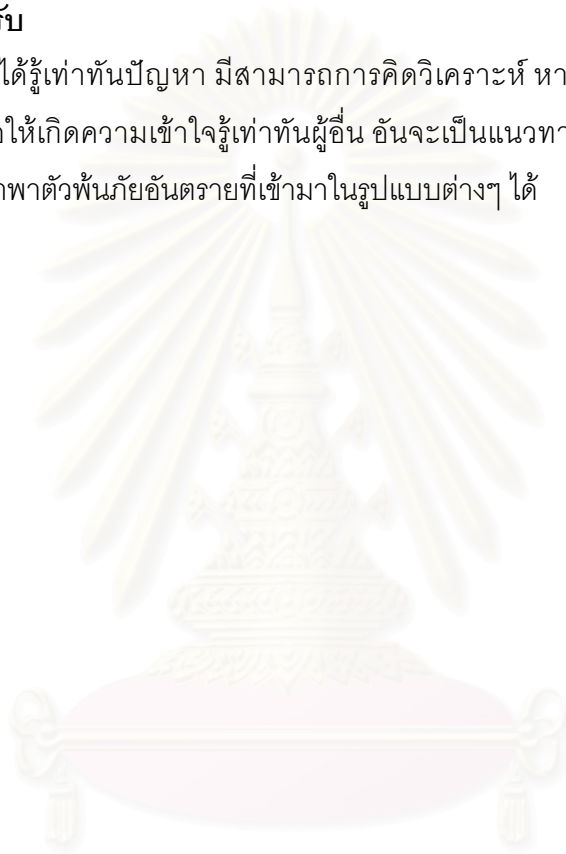 รับ
ได้รู้เท่าทันปัญหา มีสามารถการคิดวิเคราะห์ หา
ให้เกิดความเข้าใจรู้เท่าทันผู้อื่น อันจะเป็นแนวทา
าพาตัวพ้นภัยอันตรายที่เข้ามาในรูปแบบต่างๆ ได้